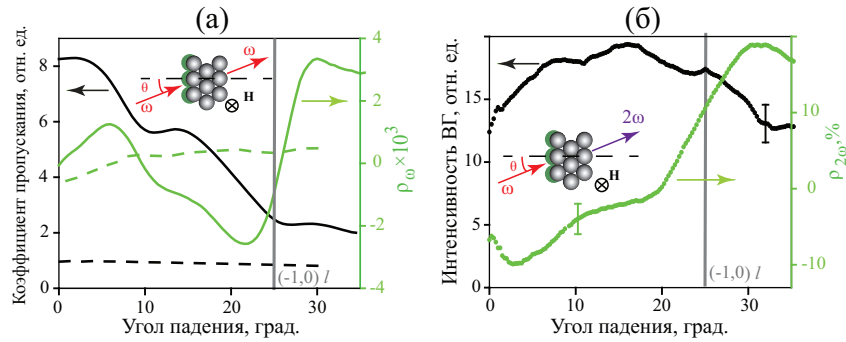 (а)
Коэффициент пропускания, отн. ед.
8
6
4
2
0
0
10
20
30
Угол падения, град.
4
2
0
-2
-4
ρω×10³
θ
ω
ω
H
(-1,0) l
(б)
Интенсивность ВГ, отн. ед.
20
15
10
5
0
0
10
20
30
Угол падения, град.
10
0
-10
ρ2ω,%
θ
ω
2ω
H
(-1,0) l